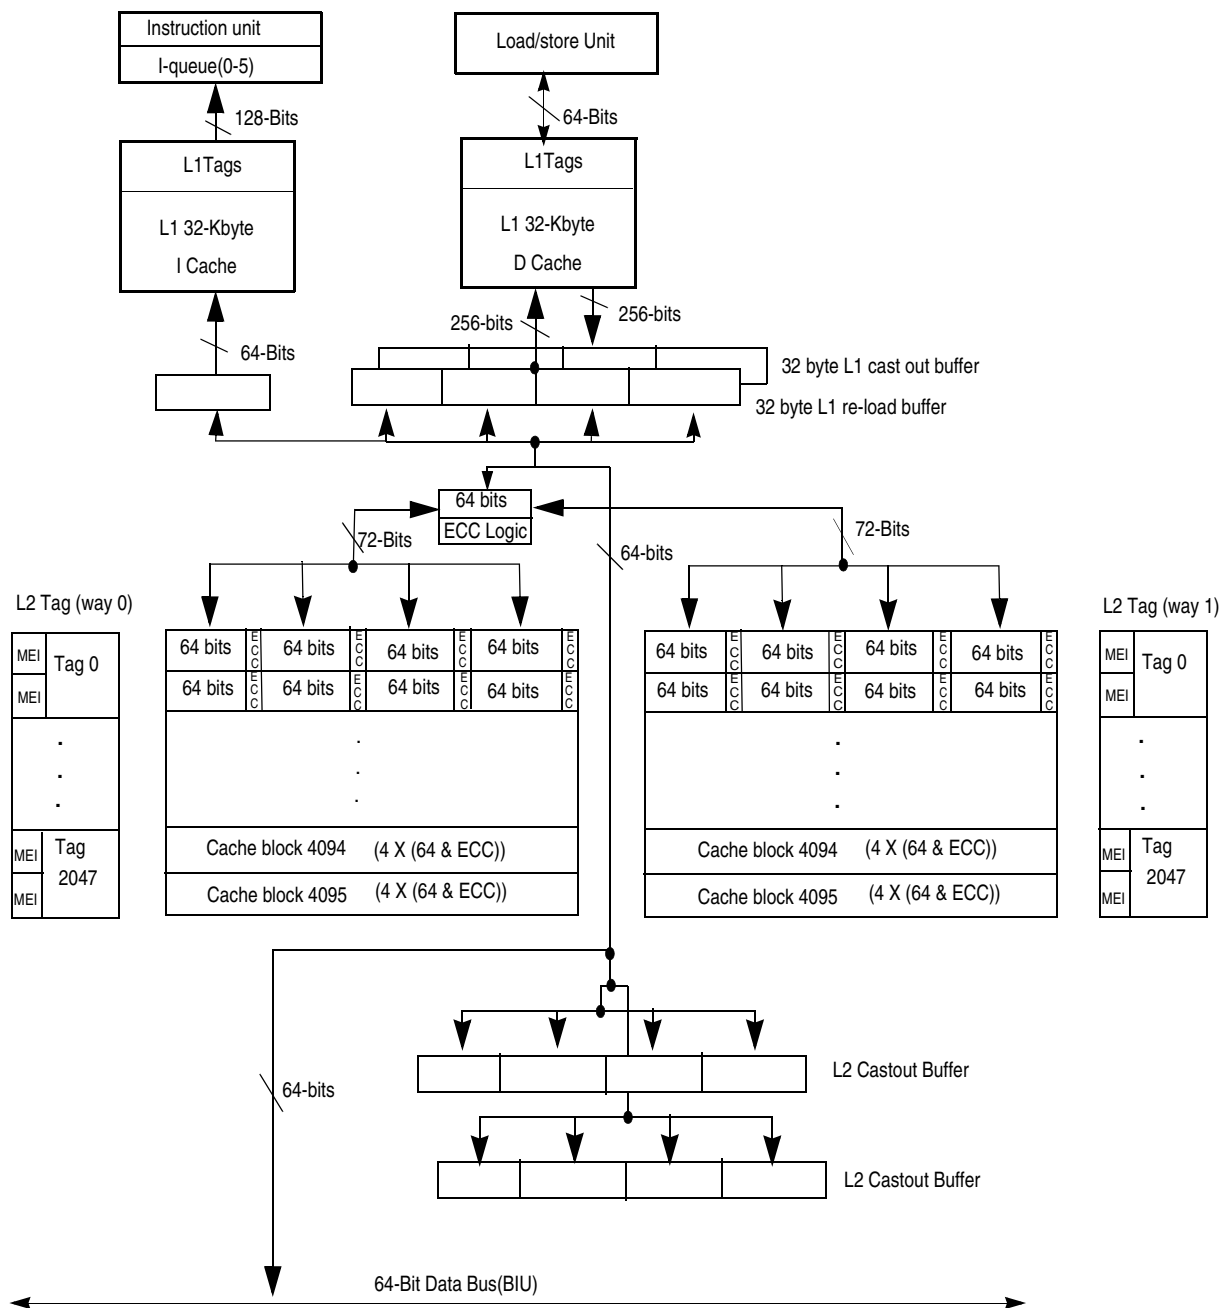 Instruction unit
I-queue(0-5)
Load/store Unit
128-Bits
64-Bits
L1Tags
L1 32-Kbyte
I Cache
L1Tags
L1 32-Kbyte
D Cache
256-bits
256-bits
64-Bits
32 byte L1 cast out buffer
32 byte L1 re-load buffer
64 bits
ECC Logic
72-Bits
64-bits
72-Bits
L2 Tag (way 0)
L2 Tag (way 1)
MEI
Tag 0
MEI
64 bits ECC 64 bits ECC 64 bits ECC 64 bits ECC
64 bits ECC 64 bits ECC 64 bits ECC 64 bits ECC
64 bits ECC 64 bits ECC 64 bits ECC 64 bits ECC
64 bits ECC 64 bits ECC 64 bits ECC 64 bits ECC
MEI
Tag 0
MEI
MEI
Tag
2047
MEI
Cache block 4094 (4 X (64 & ECC))
Cache block 4095 (4 X (64 & ECC))
Cache block 4094 (4 X (64 & ECC))
Cache block 4095 (4 X (64 & ECC))
MEI
Tag
2047
MEI
64-bits
L2 Castout Buffer
L2 Castout Buffer
64-Bit Data Bus(BIU)